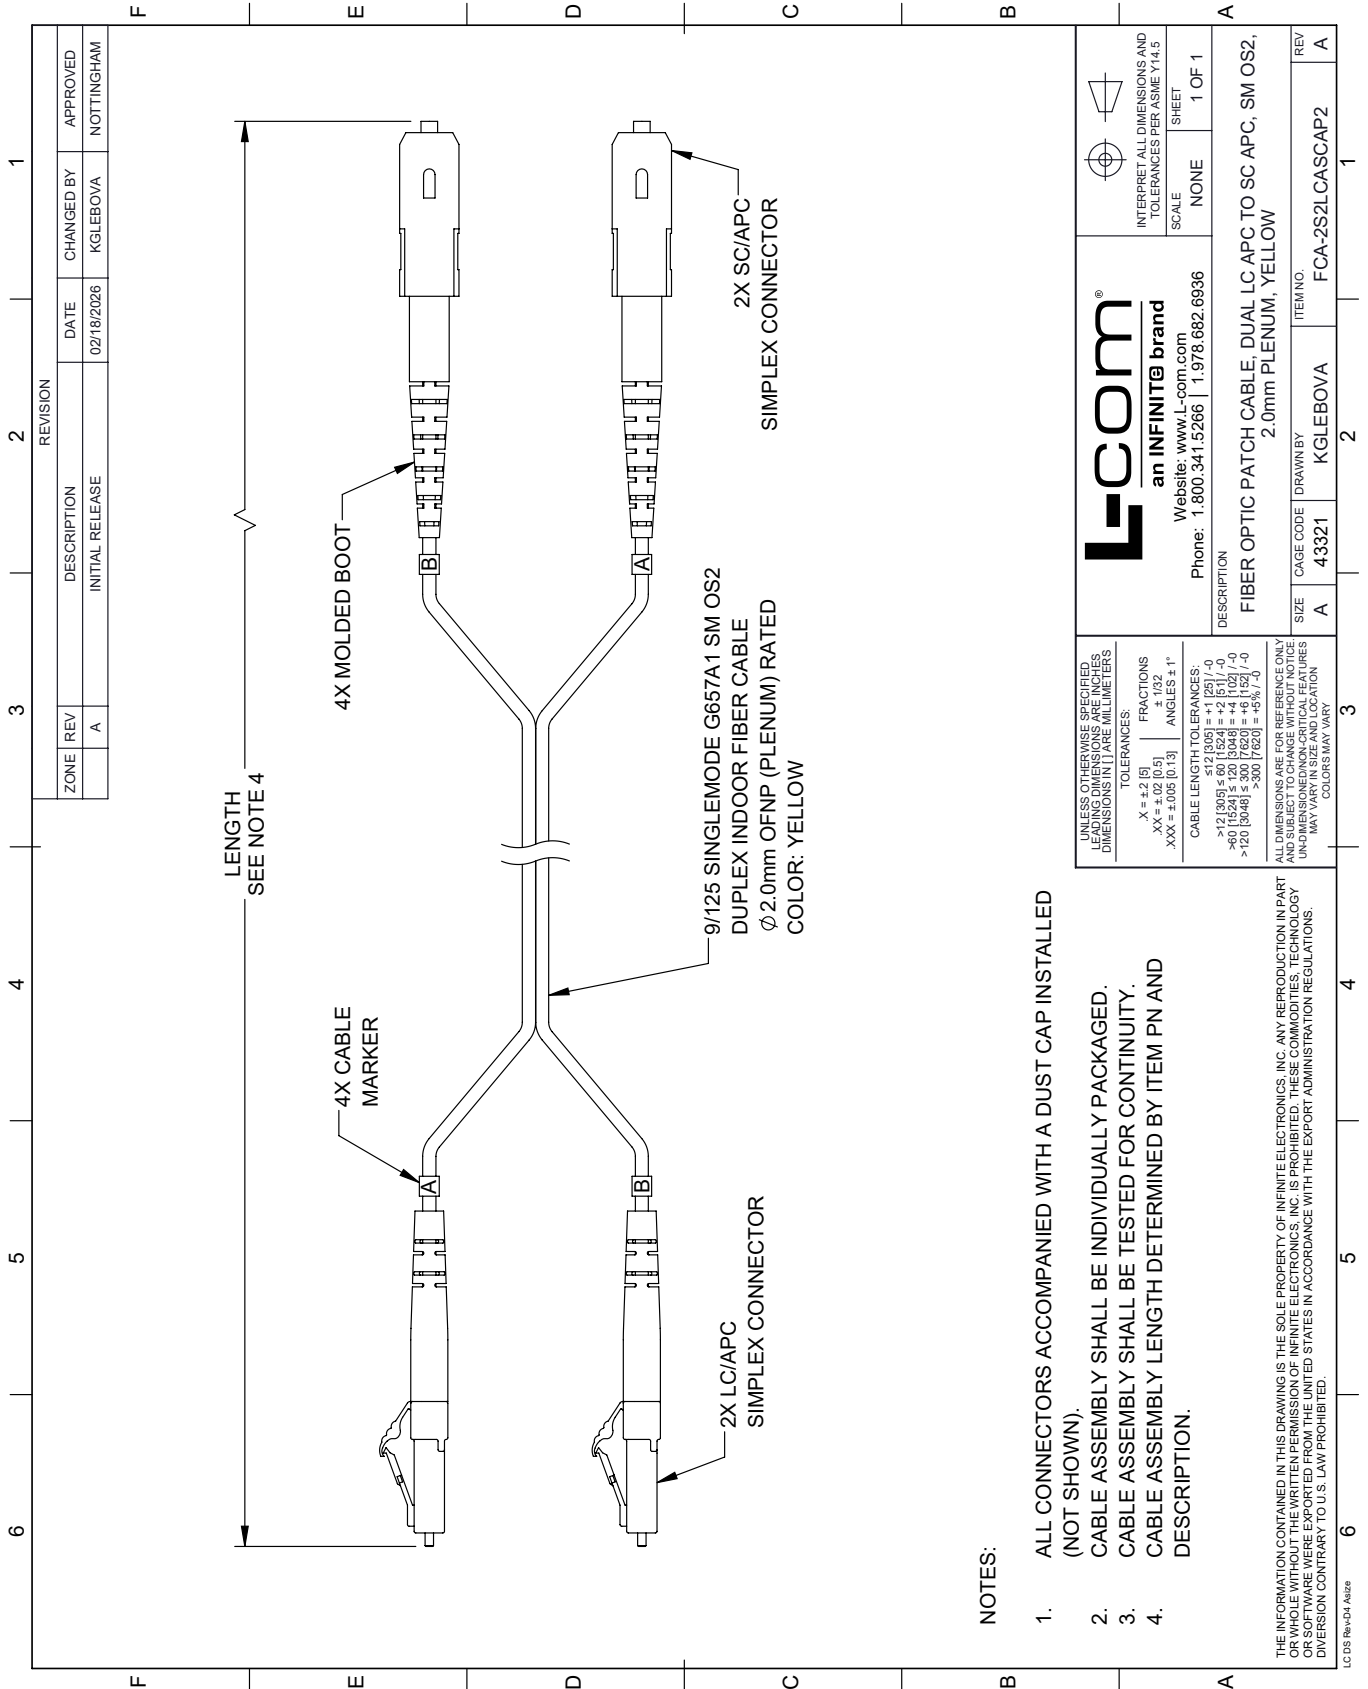 6 5 4 3 2 1
F
E
D
C
B
A
REVISION
ZONE REV DESCRIPTION DATE CHANGED BY APPROVED
A INITIAL RELEASE 02/18/2026 KGLEBOVA NOTTINGHAM
LENGTH
SEE NOTE 4
4X CABLE
MARKER
4X MOLDED BOOT
A
B
B
A
9/125 SINGLEMODE G657A1 SM OS2
DUPLEX INDOOR FIBER CABLE
Ø 2.0mm OFNP (PLENUM) RATED
COLOR: YELLOW
2X LC/APC
SIMPLEX CONNECTOR
2X SC/APC
SIMPLEX CONNECTOR
NOTES:
1. ALL CONNECTORS ACCOMPANIED WITH A DUST CAP INSTALLED
(NOT SHOWN).
2. CABLE ASSEMBLY SHALL BE INDIVIDUALLY PACKAGED.
3. CABLE ASSEMBLY SHALL BE TESTED FOR CONTINUITY.
4. CABLE ASSEMBLY LENGTH DETERMINED BY ITEM PN AND
DESCRIPTION.
THE INFORMATION CONTAINED IN THIS DRAWING IS THE SOLE PROPERTY OF INFINITE ELECTRONICS, INC. ANY REPRODUCTION IN PART
OR WHOLE WITHOUT THE WRITTEN PERMISSION OF INFINITE ELECTRONICS, INC. IS PROHIBITED. THESE COMMODITIES, TECHNOLOGY
OR SOFTWARE WERE EXPORTED FROM THE UNITED STATES IN ACCORDANCE WITH THE EXPORT ADMINISTRATION REGULATIONS.
DIVERSION CONTRARY TO U.S. LAW PROHIBITED.
UNLESS OTHERWISE SPECIFIED
LEADING DIMENSIONS ARE INCHES
DIMENSIONS IN [ ] ARE MILLIMETERS
TOLERANCES:
.X = ±.2 [5] FRACTIONS
.XX = ±.02 [0.5] ± 1/32
.XXX = ±.005 [0.13] ANGLES ± 1°
CABLE LENGTH TOLERANCES:
≤12 [305] = +1 [25] / -0
>12 [305] ≤ 60 [1524] = +2 [51] / -0
>60 [1524] ≤ 120 [3048] = +4 [102] / -0
>120 [3048] ≤ 300 [7620] = +6 [152] / -0
>300 [7620] = +5% / -0
ALL DIMENSIONS ARE FOR REFERENCE ONLY
AND SUBJECT TO CHANGE WITHOUT NOTICE.
UN-DIMENSIONED/NON-CRITICAL FEATURES
MAY VARY IN SIZE AND LOCATION
COLORS MAY VARY
L-com®
an INFINITe brand
Website: www.L-com.com
Phone: 1.800.341.5266 | 1.978.682.6936
INTERPRET ALL DIMENSIONS AND
TOLERANCES PER ASME Y14.5
SCALE SHEET
NONE 1 OF 1
DESCRIPTION
FIBER OPTIC PATCH CABLE, DUAL LC APC TO SC APC, SM OS2,
2.0mm PLENUM, YELLOW
SIZE CAGE CODE DRAWN BY ITEM NO. REV
A 43321 KGLEBOVA FCA-2S2LCASCAP2 A
F
E
D
C
B
A
LC DS Rev-D4 Asize
6 5 4 3 2 1